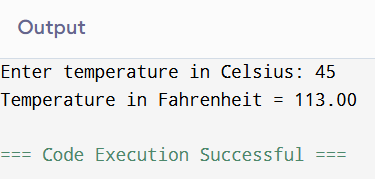 Output
Enter temperature in Celsius: 45
Temperature in Fahrenheit = 113.00
=== Code Execution Successful ===